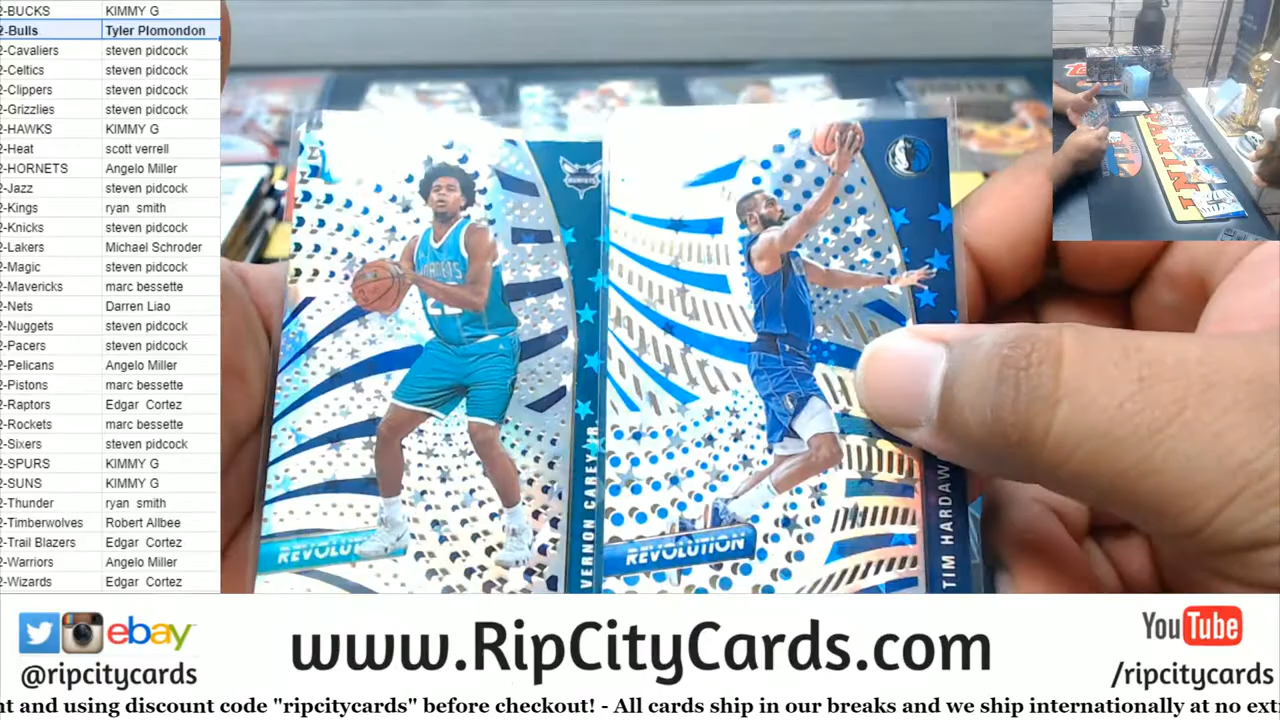 2-BUCKS KIMMY G
2-Bulls Tyler Plomondon
2-Cavaliers steven pidcock
2-Celtics steven pidcock
2-Clippers steven pidcock
2-Grizzlies steven pidcock
2-HAWKS KIMMY G
2-Heat scott verrell
2-HORNETS Angelo Miller
2-Jazz steven pidcock
2-Kings ryan smith
2-Knicks steven pidcock
2-Lakers Michael Schroder
2-Magic steven pidcock
2-Mavericks marc bessette
2-Nets Darren Liao
2-Nuggets steven pidcock
2-Pacers steven pidcock
2-Pelicans Angelo Miller
2-Pistons marc bessette
2-Raptors Edgar Cortez
2-Rockets marc bessette
2-Sixers steven pidcock
2-SPURS KIMMY G
2-SUNS KIMMY G
2-Thunder ryan smith
2-Timberwolves Robert Allbee
2-Trail Blazers Edgar Cortez
2-Warriors Angelo Miller
2-Wizards Edgar Cortez
HORNETS
VERNON CAREY JR.
REVOLUTION
TIM HARDAW
REVOLUTION
PANINI
ebay
@ripcitycards
www.RipCityCards.com
YouTube
/ripcitycards
nt and using discount code "ripcitycards" before checkout! - All cards ship in our breaks and we ship internationally at no ext